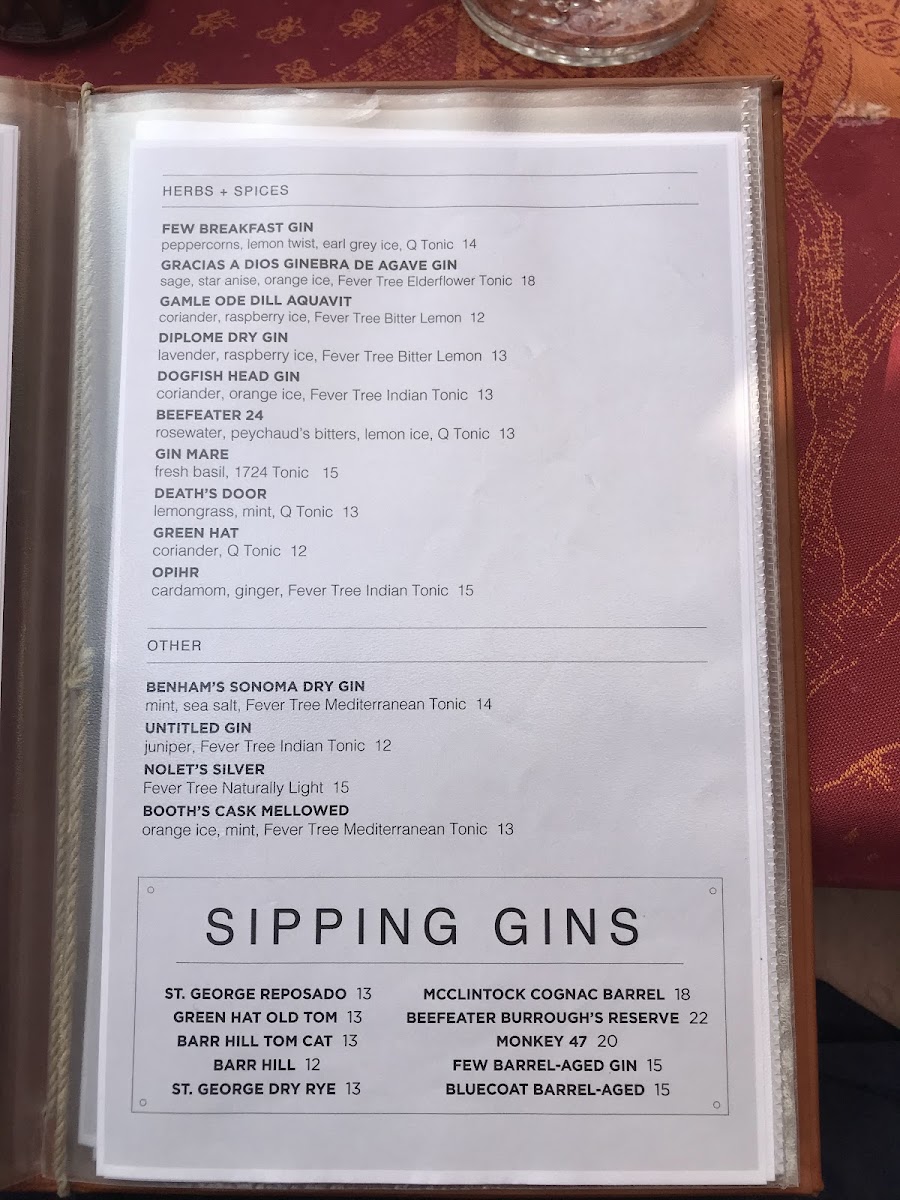 HERBS + SPICES
FEW BREAKFAST GIN
peppercorns, lemon twist, earl grey ice, Q Tonic 14
GRACIAS A DIOS GINEBRA DE AGAVE GIN
sage, star anise, orange ice, Fever Tree Elderflower Tonic 18
GAMLE ODE DILL AQUAVIT
coriander, raspberry ice, Fever Tree Bitter Lemon 12
DIPLOME DRY GIN
lavender, raspberry ice, Fever Tree Bitter Lemon 13
DOGFISH HEAD GIN
coriander, orange ice, Fever Tree Indian Tonic 13
BEEFEATER 24
rosewater, peychaud's bitters, lemon ice, Q Tonic 13
GIN MARE
fresh basil, 1724 Tonic 15
DEATH'S DOOR
lemongrass, mint, Q Tonic 13
GREEN HAT
coriander, Q Tonic 12
OPIHR
cardamom, ginger, Fever Tree Indian Tonic 15
OTHER
BENHAM'S SONOMA DRY GIN
mint, sea salt, Fever Tree Mediterranean Tonic 14
UNTITLED GIN
juniper, Fever Tree Indian Tonic 12
NOLET'S SILVER
Fever Tree Naturally Light 15
BOOTH'S CASK MELLOWED
orange ice, mint, Fever Tree Mediterranean Tonic 13
SIPPING GINS
ST. GEORGE REPOSADO 13
GREEN HAT OLD TOM 13
BARR HILL TOM CAT 13
BARR HILL 12
ST. GEORGE DRY RYE 13
MCCLINTOCK COGNAC BARREL 18
BEEFEATER BURROUGH'S RESERVE 22
MONKEY 47 20
FEW BARREL-AGED GIN 15
BLUECOAT BARREL-AGED 15